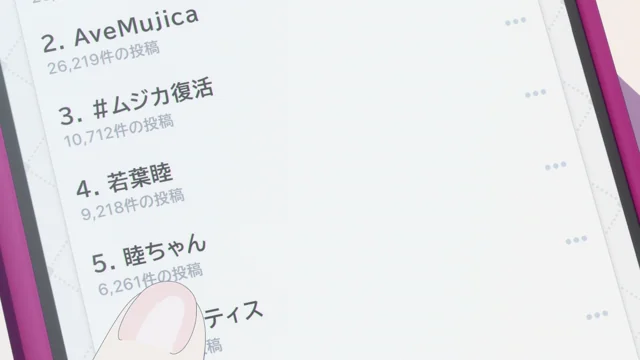 2. AveMujica
26,219件の投稿
3. #ムジカ復活
10,712件の投稿
4. 若葉睦
9,218件の投稿
5. 睦ちゃん
6,261件の投稿
ティス
稿